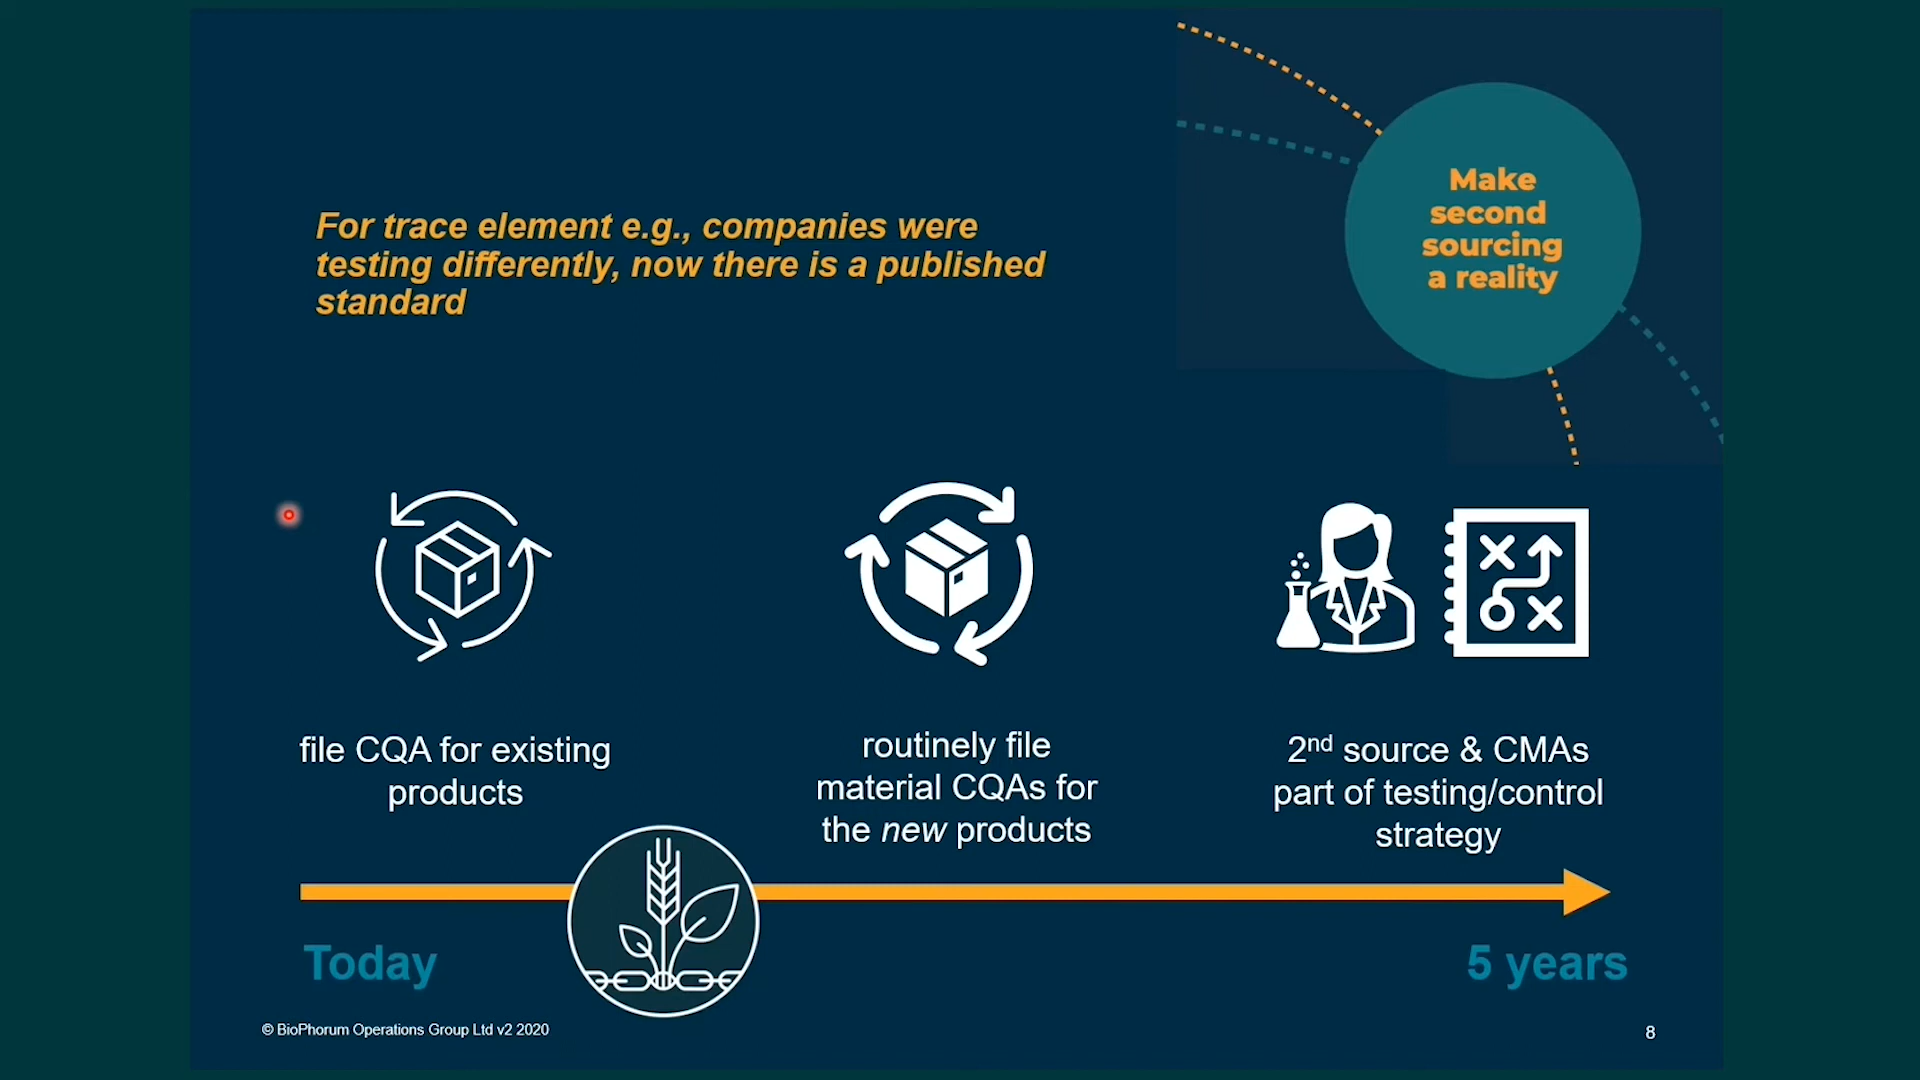 For trace element e.g., companies were
testing differently, now there is a published
standard
Make
second
sourcing
a reality
file CQA for existing
products
routinely file
material CQAs for
the new products
2nd source & CMAs
part of testing/control
strategy
Today
5 years
© BioPhorum Operations Group Ltd v2 2020
8